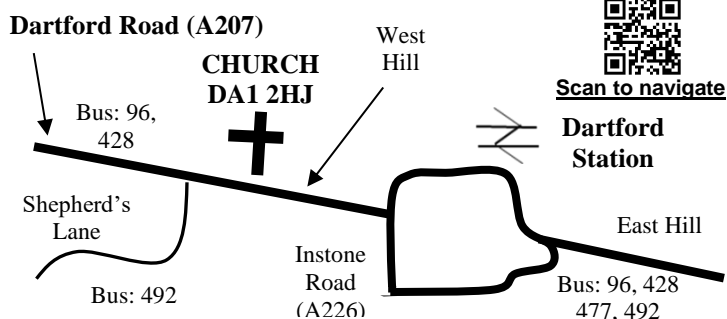 Dartford Road (A207)
West
Hill
CHURCH
DA1 2HJ
Scan to navigate
Bus: 96,
428
Dartford
Station
Shepherd's
Lane
East Hill
Instone
Road
(A226)
Bus: 492
Bus: 96, 428
477, 492